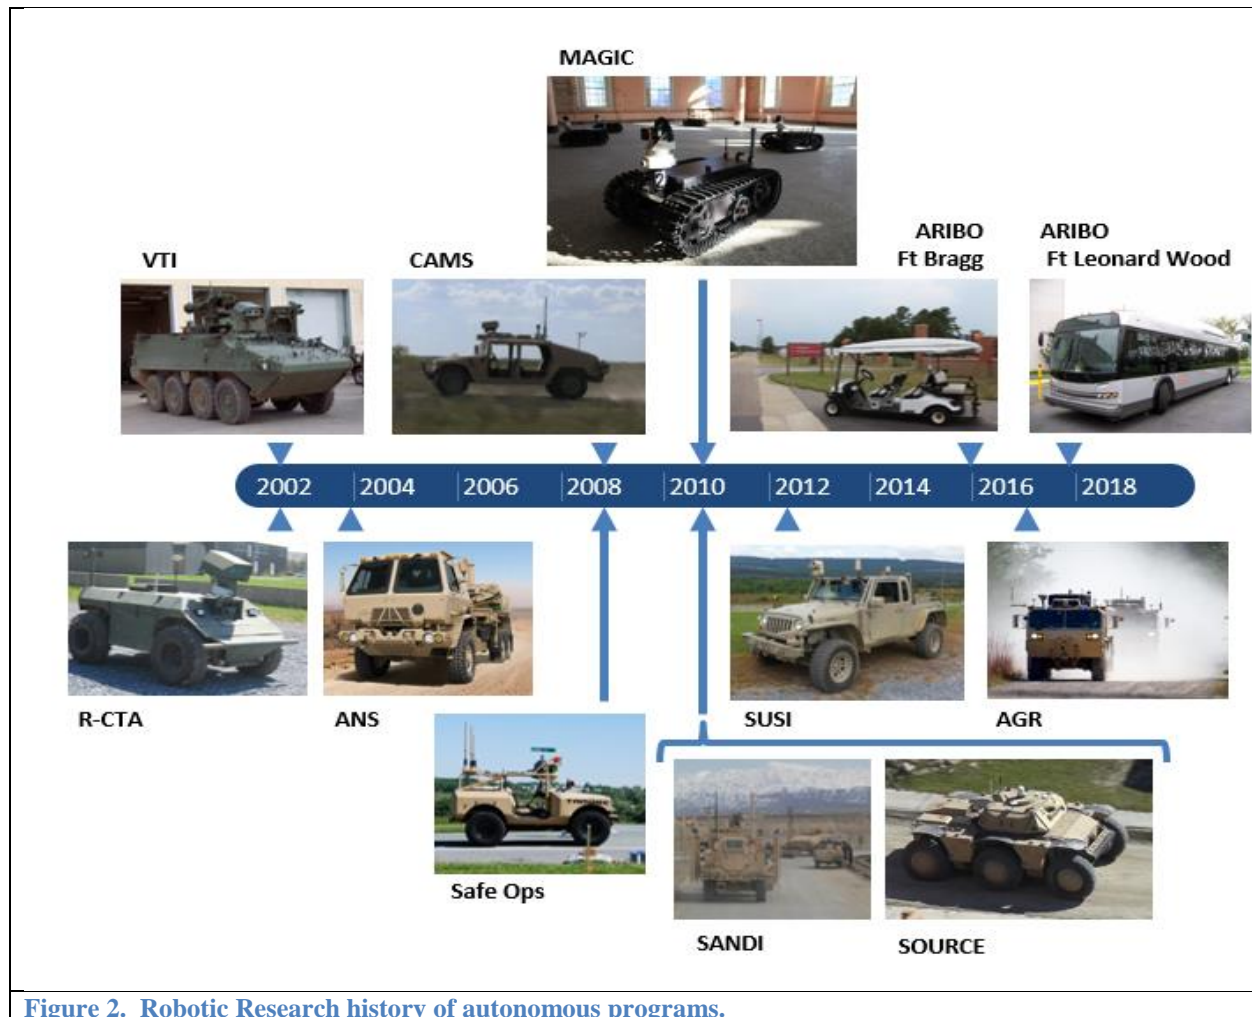 MAGIC
ARIBO
Ft Bragg
ARIBO
Ft Leonard Wood
VTI
CAMS
2002 2004 2006 2008 2010 2012 2014 2016 2018
R-CTA
ANS
SUSI
AGR
Safe Ops
SANDI
SOURCE
Figure 2. Robotic Research history of autonomous programs.